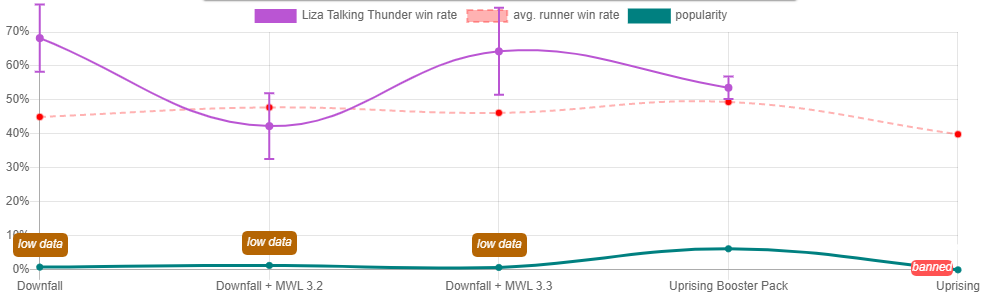 Liza Talking Thunder win rate avg. runner win rate popularity
70%
60%
50%
40%
30%
20%
10%
0%
low data low data low data banned
Downfall Downfall + MWL 3.2 Downfall + MWL 3.3 Uprising Booster Pack Uprising